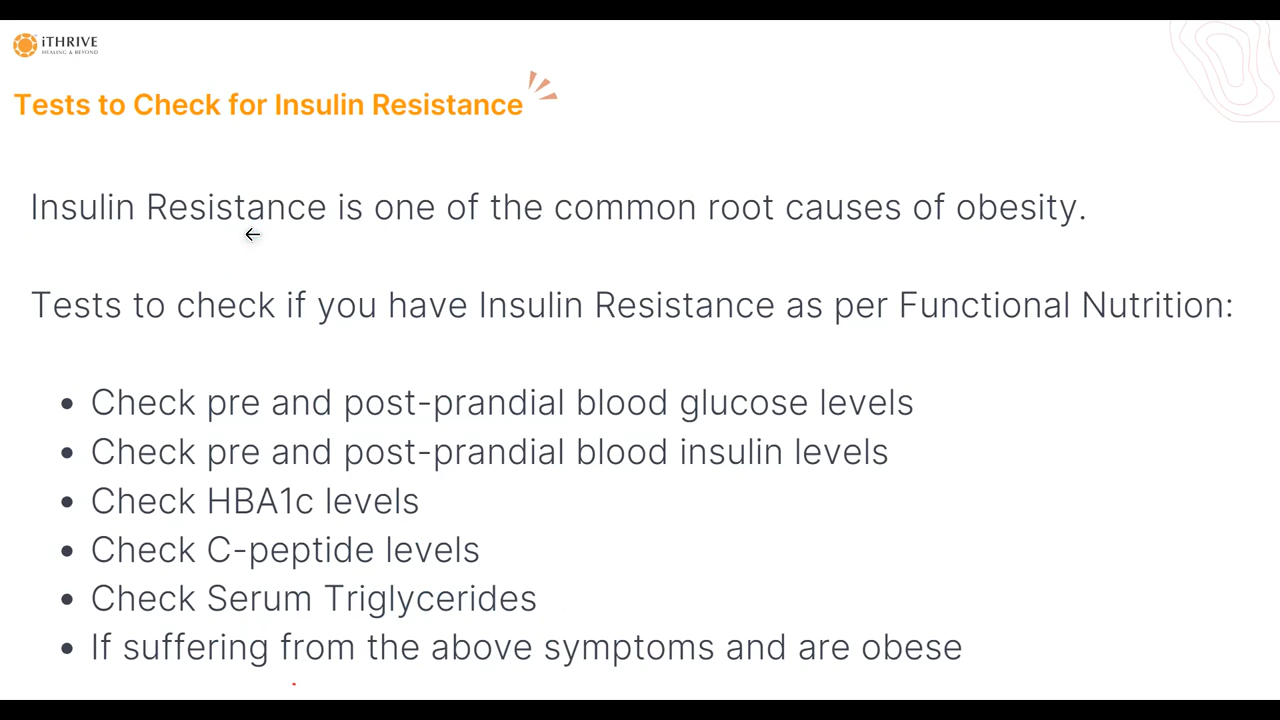 iTHRIVE
HEALING & BEYOND
Tests to Check for Insulin Resistance
Insulin Resistance is one of the common root causes of obesity.
Tests to check if you have Insulin Resistance as per Functional Nutrition:
• Check pre and post-prandial blood glucose levels
• Check pre and post-prandial blood insulin levels
• Check HBA1c levels
• Check C-peptide levels
• Check Serum Triglycerides
• If suffering from the above symptoms and are obese